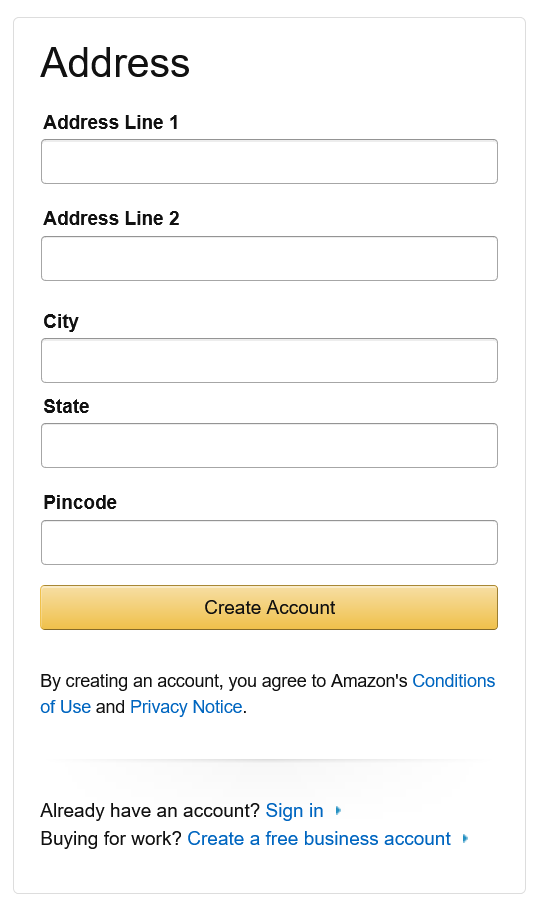 Address
Address Line 1
Address Line 2
City
State
Pincode
Create Account
By creating an account, you agree to Amazon's Conditions
of Use and Privacy Notice.
Already have an account? Sign in
Buying for work? Create a free business account